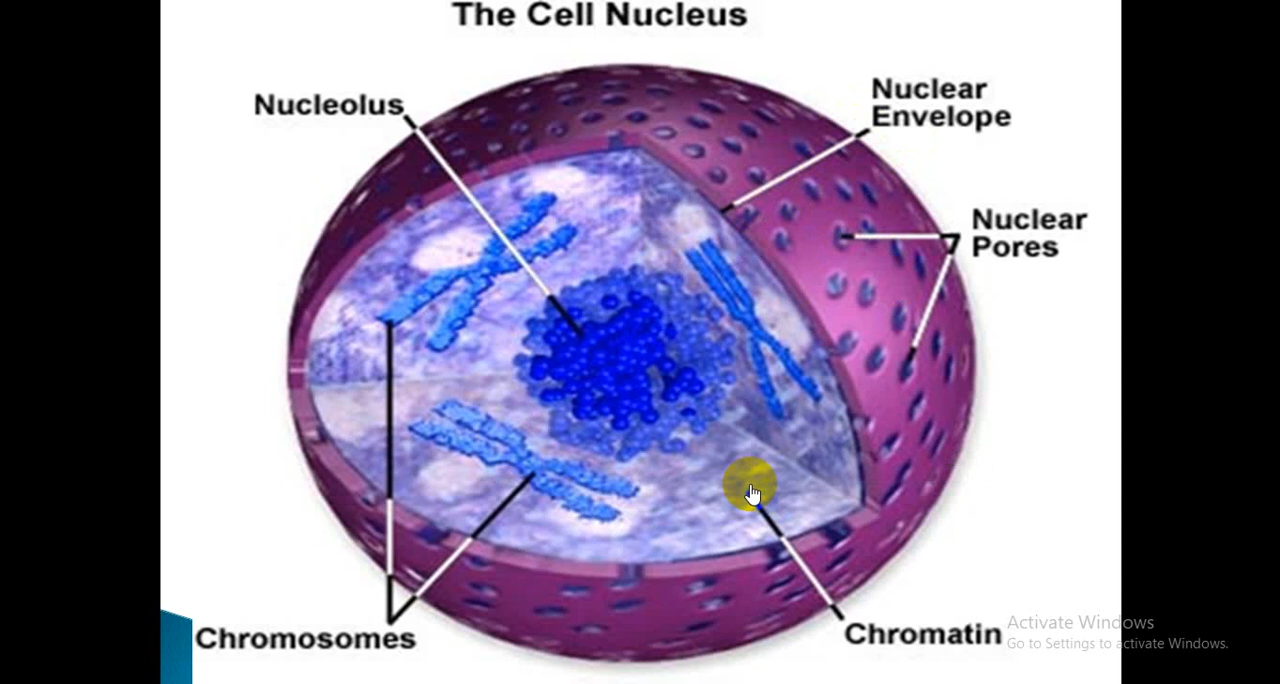 The Cell Nucleus
Nucleolus
Nuclear
Envelope
Nuclear
Pores
Chromosomes
Chromatin
Activate Windows
Go to Settings to activate Windows.